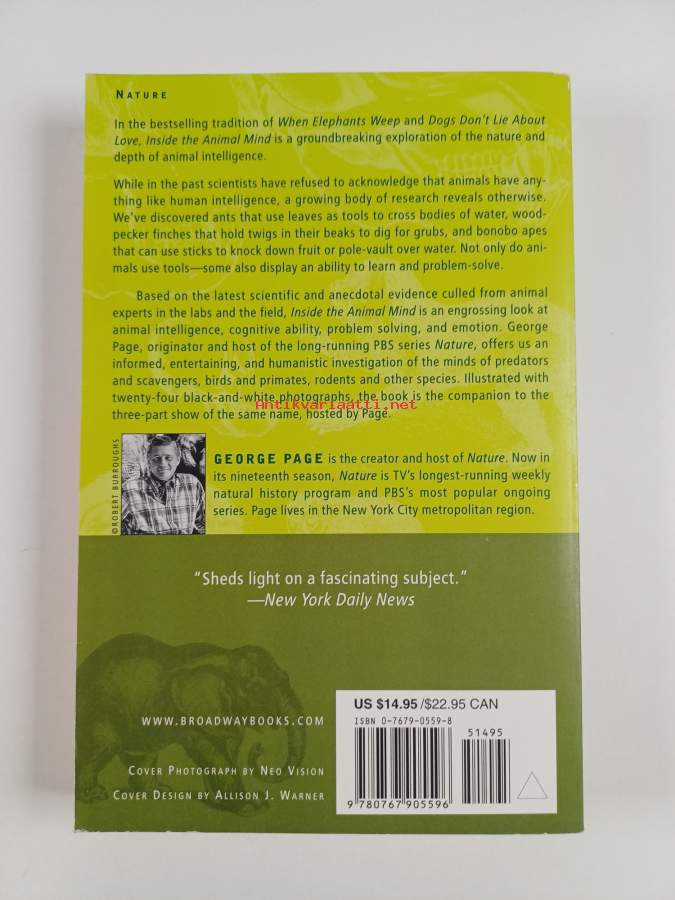 NATURE
In the bestselling tradition of When Elephants Weep and Dogs Don't Lie About
Love, Inside the Animal Mind is a groundbreaking exploration of the nature and
depth of animal intelligence.
While in the past scientists have refused to acknowledge that animals have any-
thing like human intelligence, a growing body of research reveals otherwise.
We've discovered ants that use leaves as tools to cross bodies of water, wood-
pecker finches that hold twigs in their beaks to dig for grubs, and bonobo apes
that can use sticks to knock down fruit or pole-vault over water. Not only do ani-
mals use tools—some also display an ability to learn and problem-solve.
Based on the latest scientific and anecdotal evidence culled from animal
experts in the labs and the field, Inside the Animal Mind is an engrossing look at
animal intelligence, cognitive ability, problem solving, and emotion. George
Page, originator and host of the long-running PBS series Nature, offers us an
informed, entertaining, and humanistic investigation of the minds of predators
and scavengers, birds and primates, rodents and other species. Illustrated with
twenty-four black-and-white photographs, the book is the companion to the
Antikvariaatti.net
three-part show of the same name, hosted by Page.
©ROBERT BURROUGHS
GEORGE PAGE is the creator and host of Nature. Now in
its nineteenth season, Nature is TV's longest-running weekly
natural history program and PBS's most popular ongoing
series. Page lives in the New York City metropolitan region.
"Sheds light on a fascinating subject."
—New York Daily News
WWW.BROADWAYBOOKS.COM
COVER PHOTOGRAPH BY NEO VISION
COVER DESIGN BY ALLISON J. WARNER
US $14.95/$22.95 CAN
ISBN 0-7679-0559-8
51495
9 780767 905596